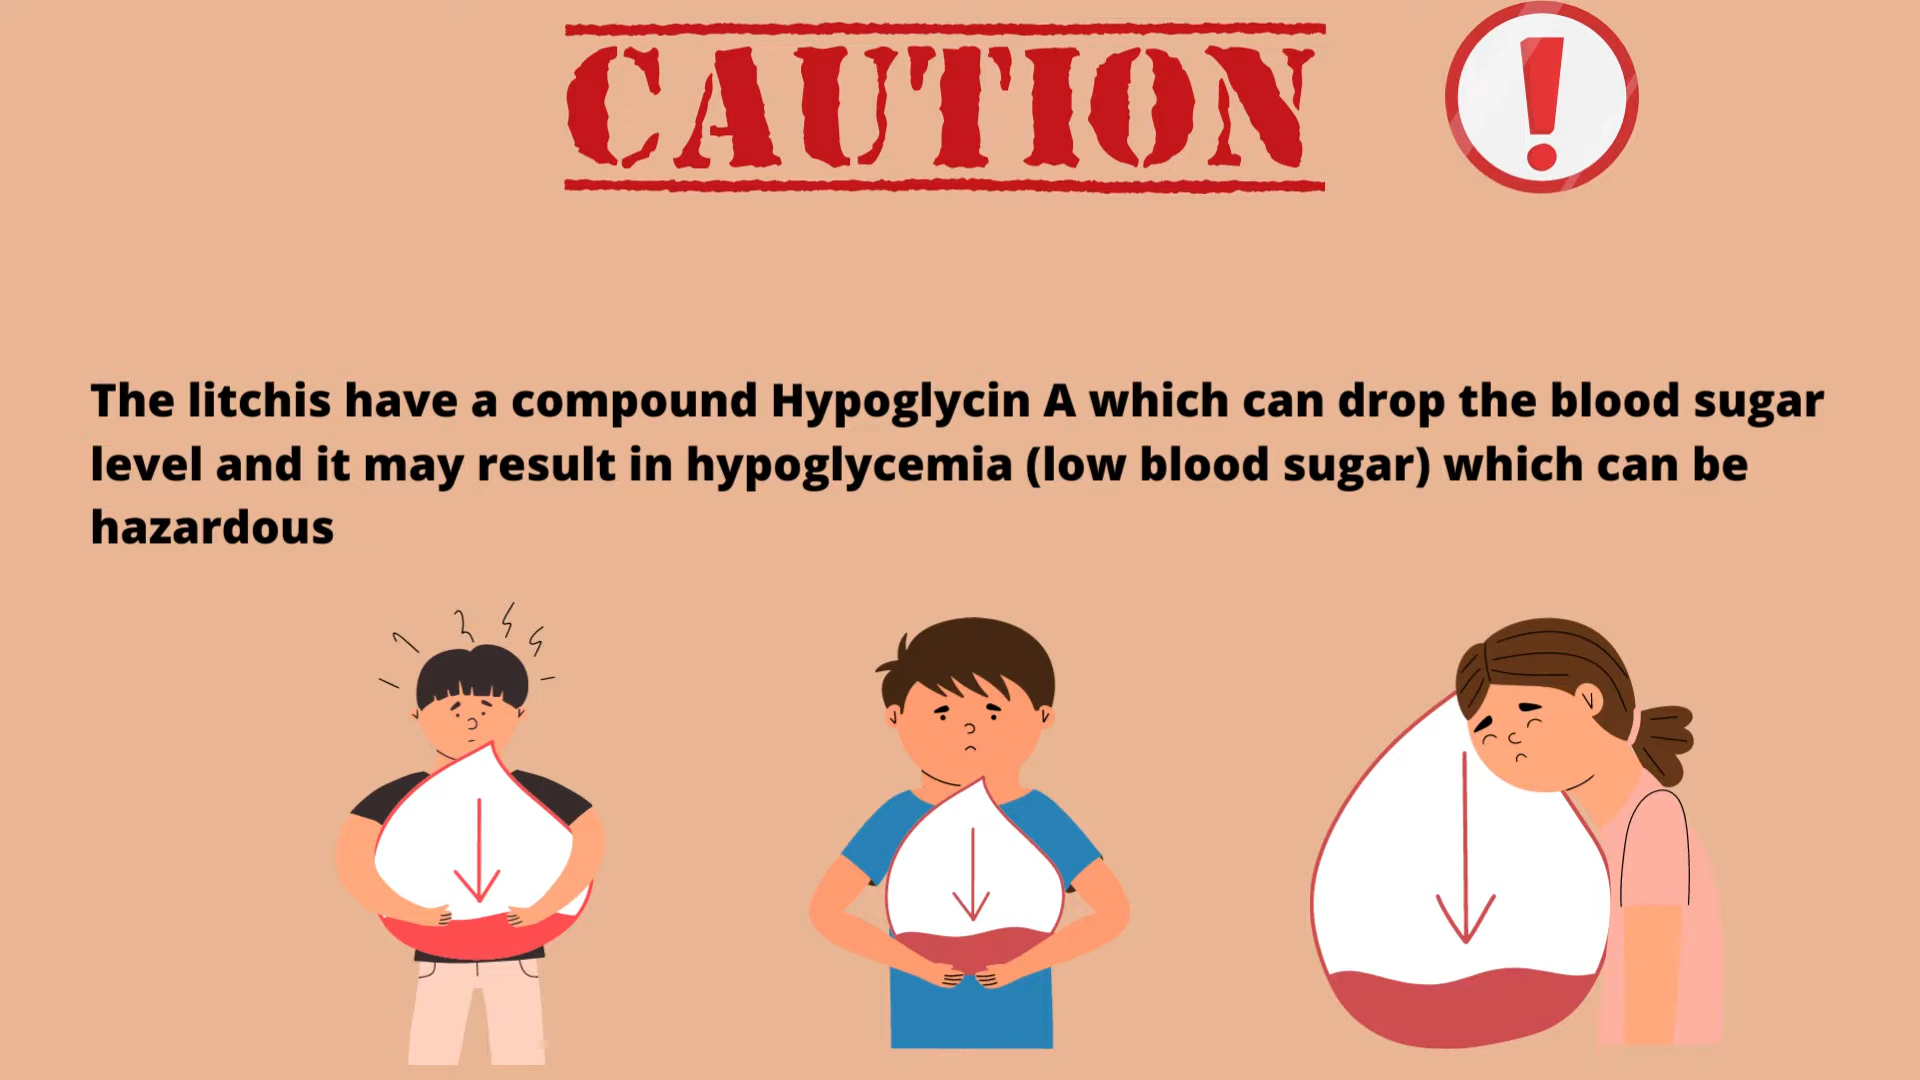 CAUTION
The litchis have a compound Hypoglycin A which can drop the blood sugar
level and it may result in hypoglycemia (low blood sugar) which can be
hazardous